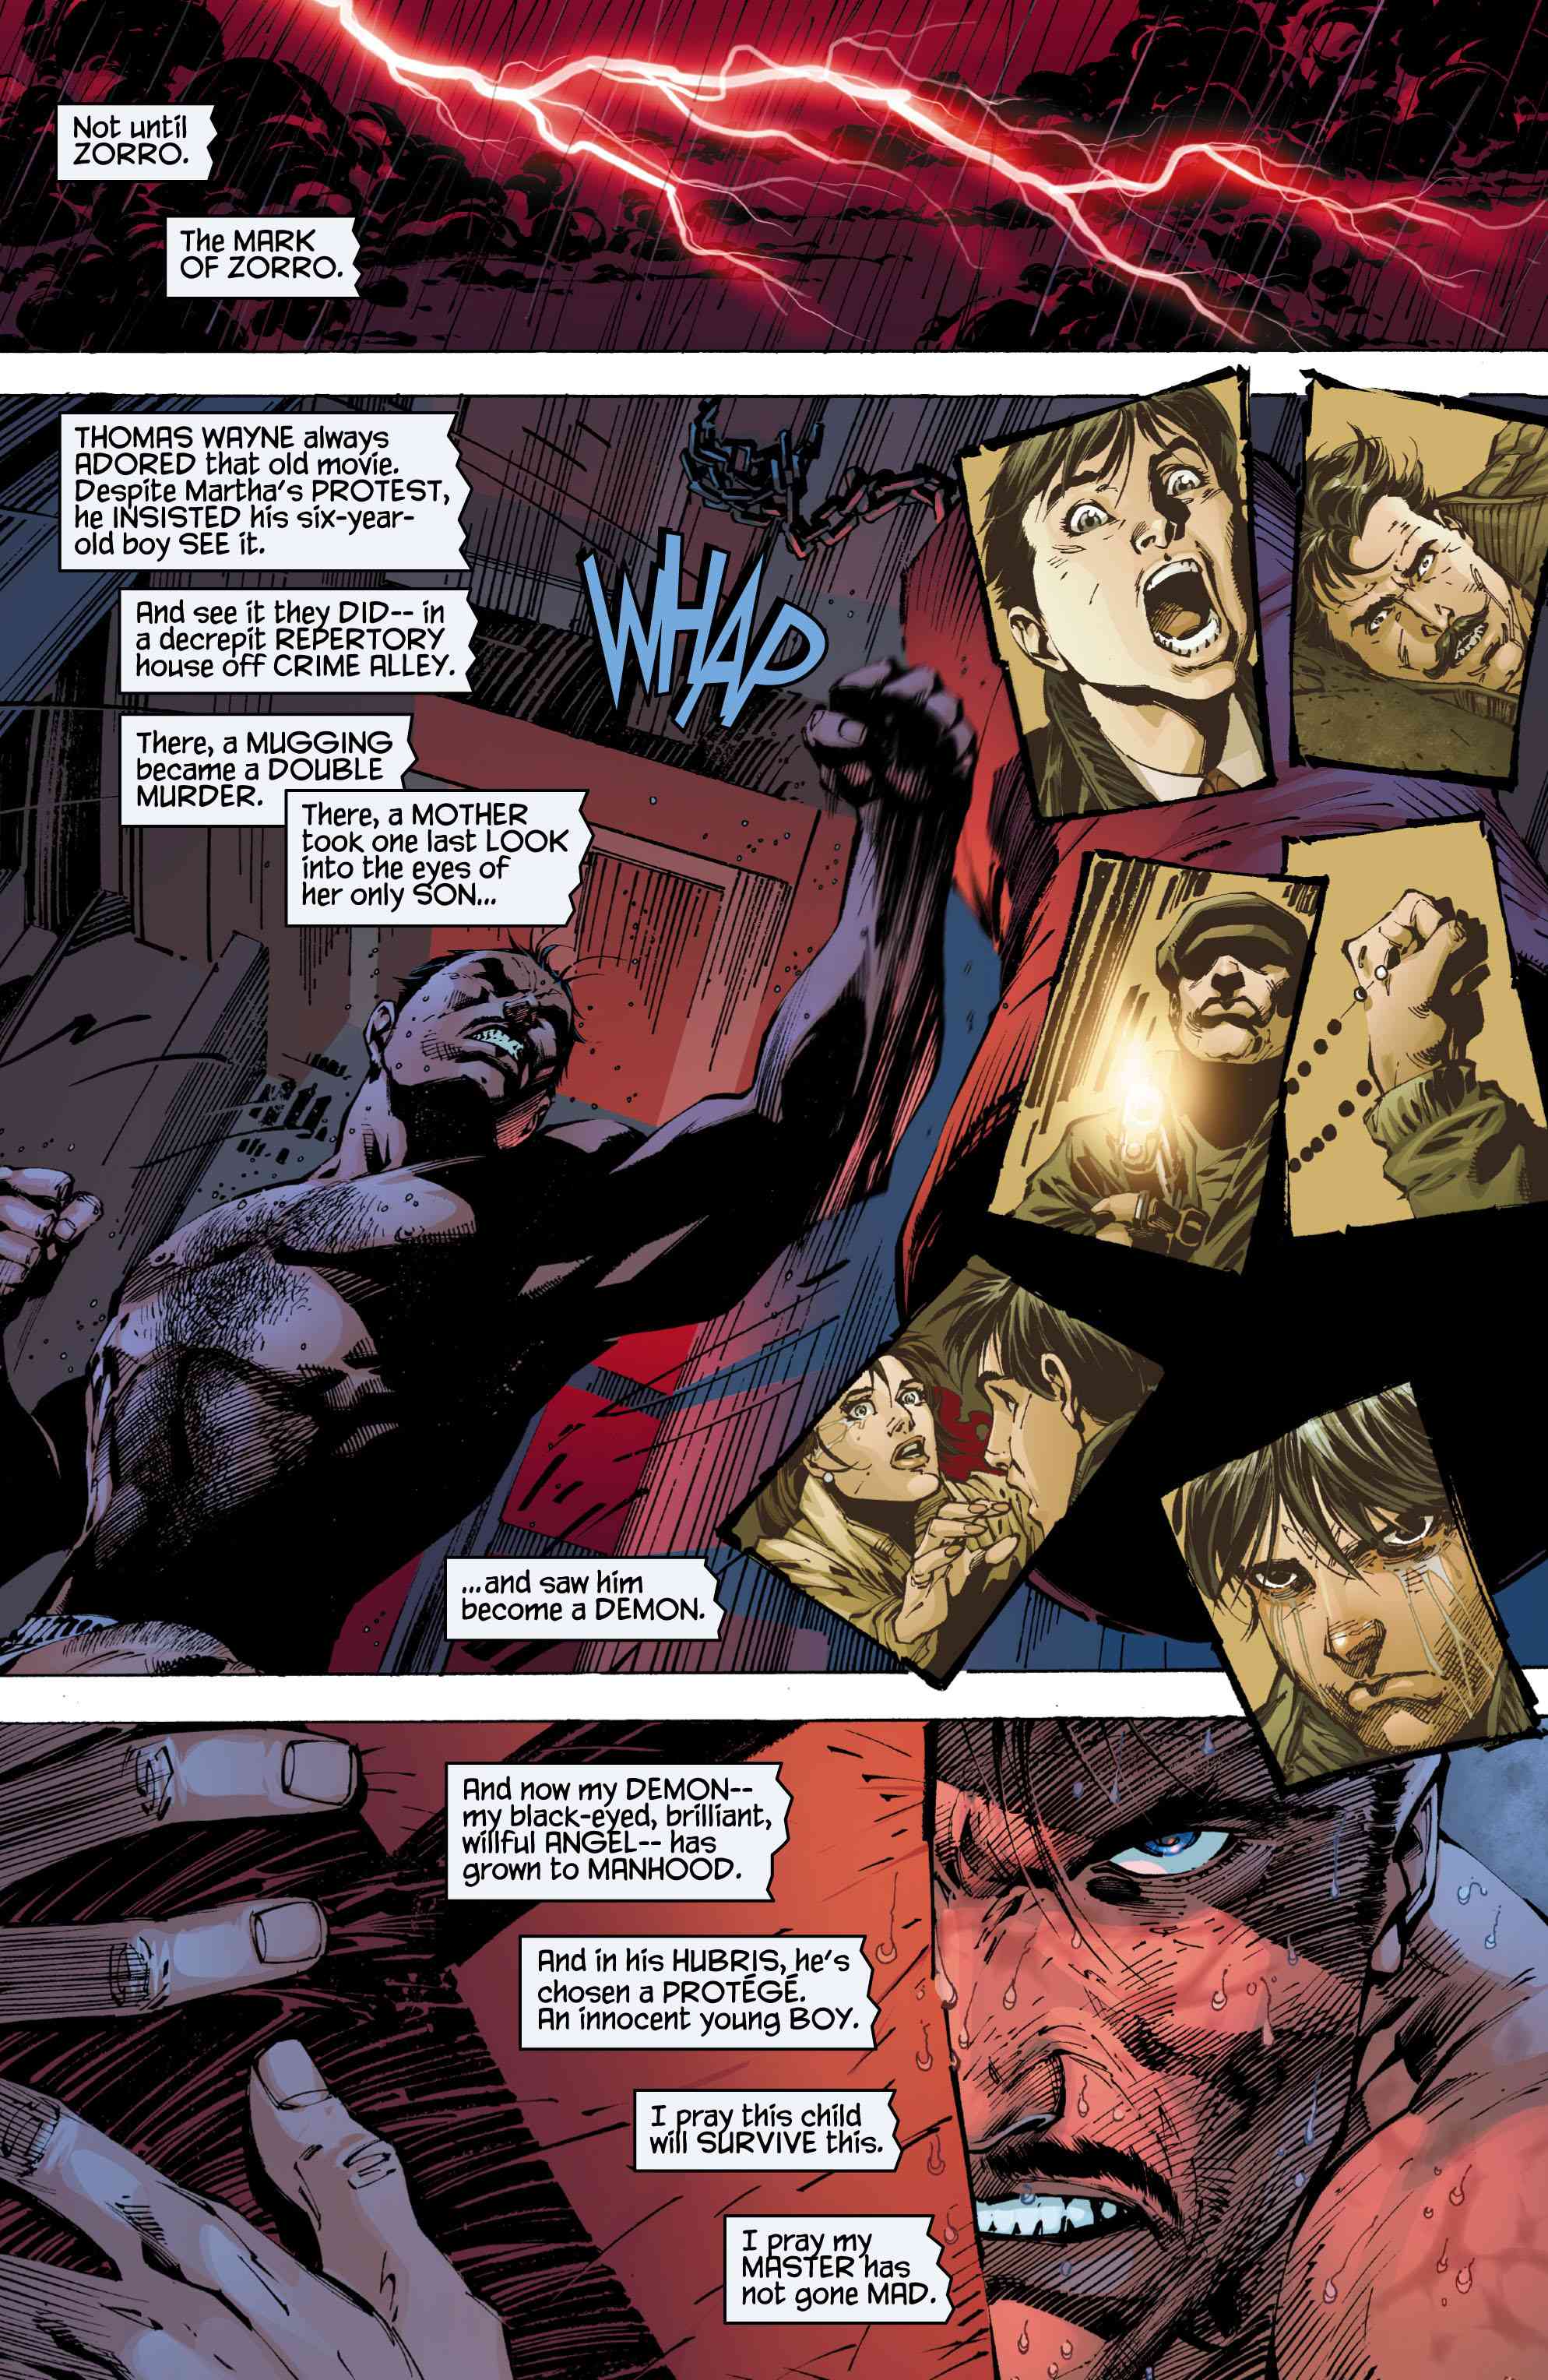 Not until
ZORRO.
The MARK
OF ZORRO.
THOMAS WAYNE always
ADORED that old movie.
Despite Martha's PROTEST,
he INSISTED his six-year-
old boy SEE it.
And see it they DID-- in
a decrepit REPERTORY
house off CRIME ALLEY.
WHAP
There, a MUGGING
became a DOUBLE
MURDER.
There, a MOTHER
took one last LOOK
into the eyes of
her only SON...
...and saw him
become a DEMON.
And now my DEMON--
my black-eyed, brilliant,
willful ANGEL-- has
grown to MANHOOD.
And in his HUBRIS, he's
chosen a PROTÉGÉ.
An innocent young BOY.
I pray this child
will SURVIVE this.
I pray my
MASTER has
not gone MAD.